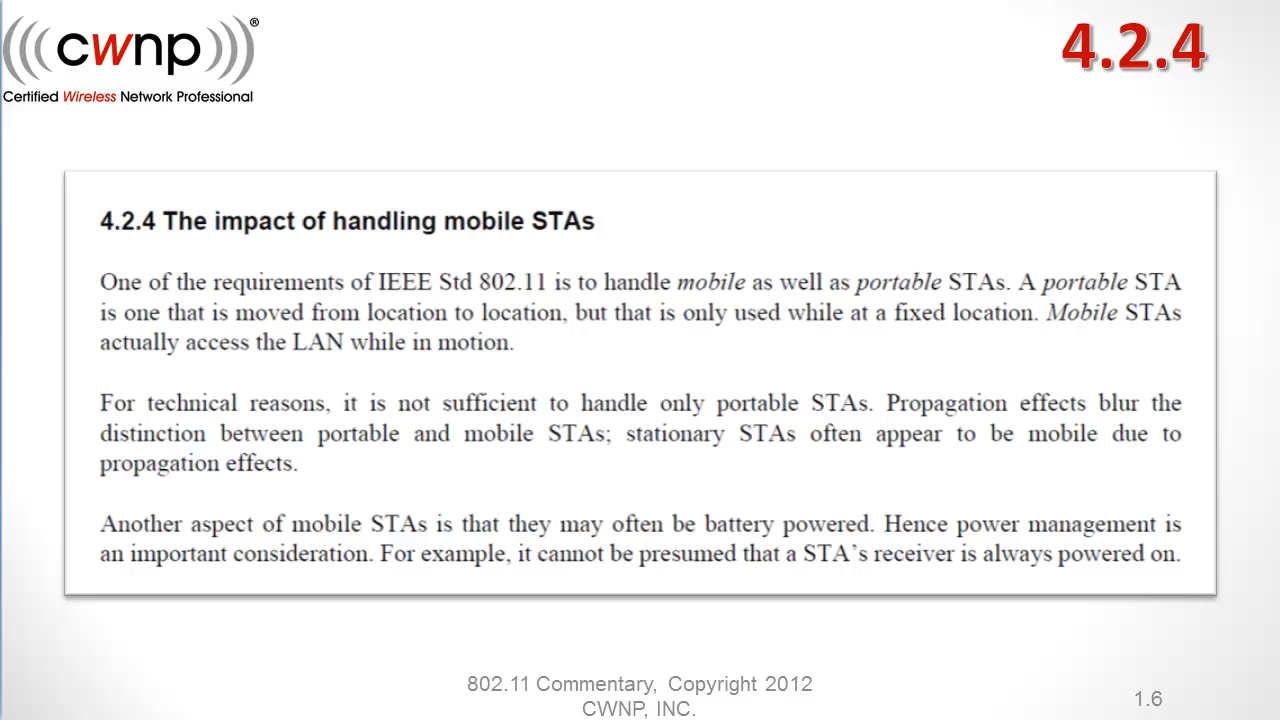 cwnp®
Certified Wireless Network Professional
4.2.4
4.2.4 The impact of handling mobile STAs
One of the requirements of IEEE Std 802.11 is to handle mobile as well as portable STAs. A portable STA
is one that is moved from location to location, but that is only used while at a fixed location. Mobile STAs
actually access the LAN while in motion.
For technical reasons, it is not sufficient to handle only portable STAs. Propagation effects blur the
distinction between portable and mobile STAs; stationary STAs often appear to be mobile due to
propagation effects.
Another aspect of mobile STAs is that they may often be battery powered. Hence power management is
an important consideration. For example, it cannot be presumed that a STA's receiver is always powered on.
802.11 Commentary, Copyright 2012
CWNP, INC.
1.6